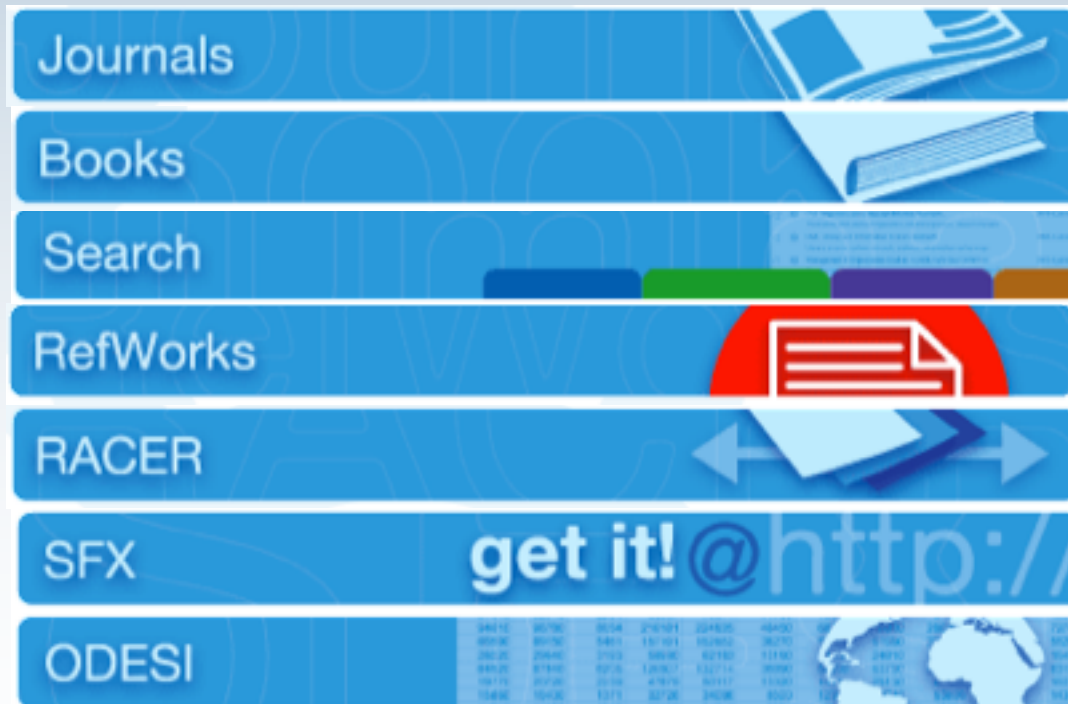 Journals
Books
Search
RefWorks
RACER
SFX get it! @http://
ODESI